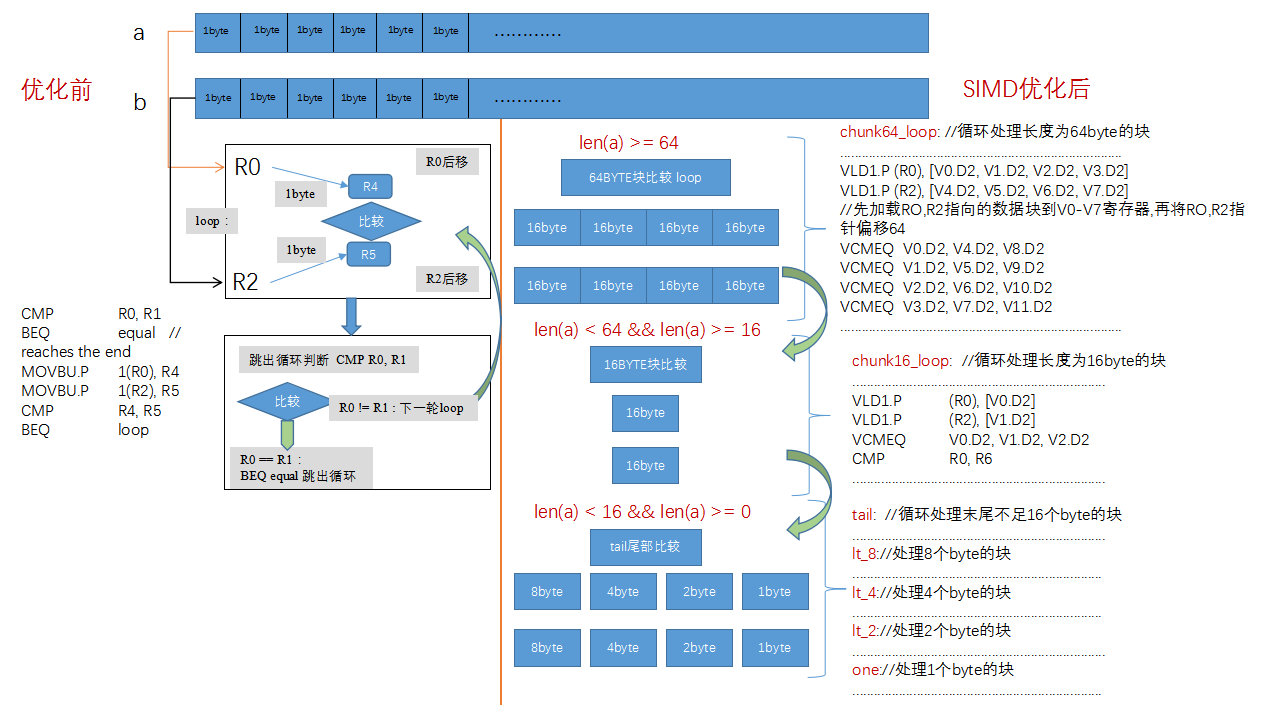 a
1byte 1byte 1byte 1byte 1byte 1byte …………
优化前
b
1byte 1byte 1byte 1byte 1byte 1byte …………
SIMD优化后
R0
R0后移
1byte
R4
loop：
比较
1byte
R5
R2
R2后移
CMP R0, R1
BEQ equal //
reaches the end
MOVBU.P 1(R0), R4
MOVBU.P 1(R2), R5
CMP R4, R5
BEQ loop
跳出循环判断 CMP R0, R1
比较
R0 != R1 : 下一轮loop
R0 == R1 :
BEQ equal 跳出循环
len(a) >= 64
64BYTE块比较 loop
16byte 16byte 16byte 16byte
16byte 16byte 16byte 16byte
len(a) < 64 && len(a) >= 16
16BYTE块比较
16byte
16byte
len(a) < 16 && len(a) >= 0
tail尾部比较
8byte 4byte 2byte 1byte
8byte 4byte 2byte 1byte
chunk64_loop: //循环处理长度为64byte的块
VLD1.P (R0), [V0.D2, V1.D2, V2.D2, V3.D2]
VLD1.P (R2), [V4.D2, V5.D2, V6.D2, V7.D2]
//先加载RO,R2指向的数据块到V0-V7寄存器,再将RO,R2指
针偏移64
VCMEQ V0.D2, V4.D2, V8.D2
VCMEQ V1.D2, V5.D2, V9.D2
VCMEQ V2.D2, V6.D2, V10.D2
VCMEQ V3.D2, V7.D2, V11.D2
chunk16_loop: //循环处理长度为16byte的块
VLD1.P (R0), [V0.D2]
VLD1.P (R2), [V1.D2]
VCMEQ V0.D2, V1.D2, V2.D2
CMP R0, R6
tail: //循环处理末尾不足16个byte的块
lt_8://处理8个byte的块
lt_4://处理4个byte的块
lt_2://处理2个byte的块
one://处理1个byte的块